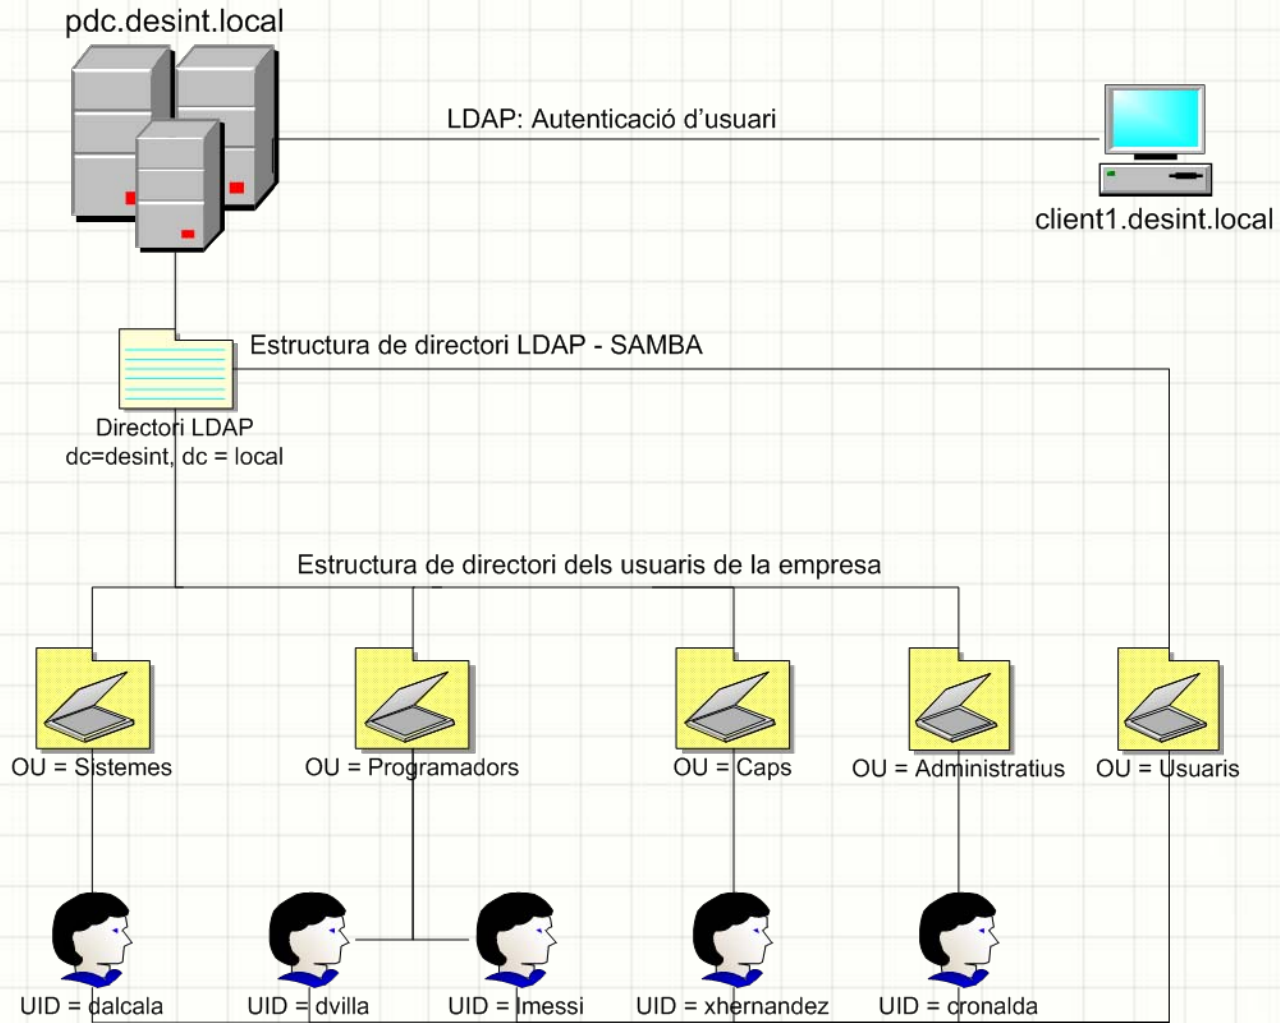 pdc.desint.local
LDAP: Autenticació d'usuari
client1.desint.local
Estructura de directori LDAP - SAMBA
Directori LDAP
dc=desint, dc = local
Estructura de directori dels usuaris de la empresa
OU = Sistemes
OU = Programadors
OU = Caps
OU = Administratius
OU = Usuaris
UID = dalcala
UID = dvilla
UID = lmessi
UID = xhernandez
UID = cronalda